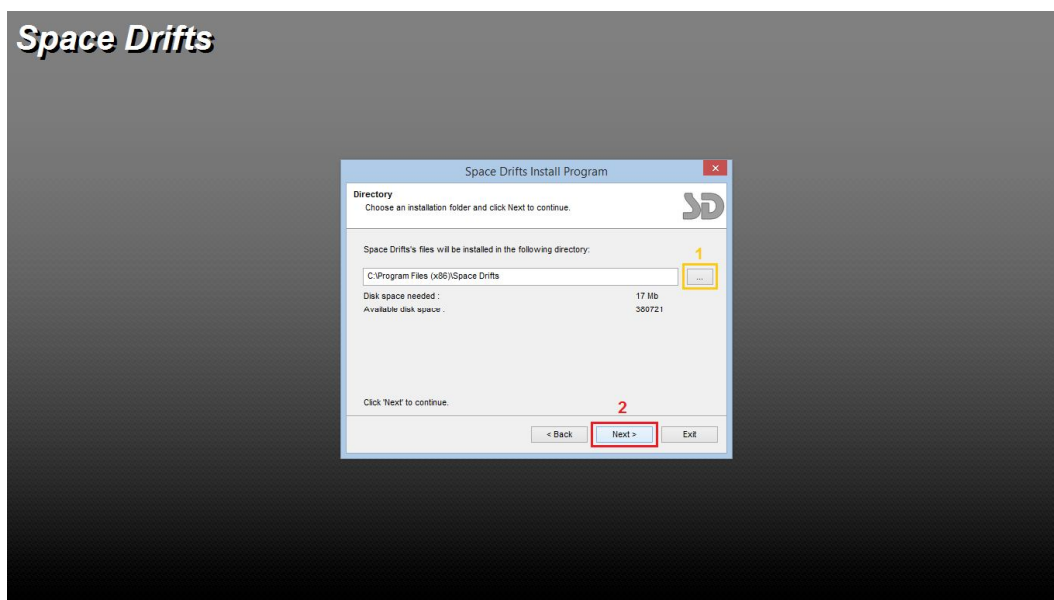 Space Drifts
Space Drifts Install Program
Directory
Choose an installation folder and click Next to continue.
SD
Space Drifts's files will be installed in the following directory:
1
C:\Program Files (x86)\Space Drifts
...
Disk space needed : 17 Mb
Available disk space : 380721
Click 'Next' to continue.
2
< Back Next > Exit